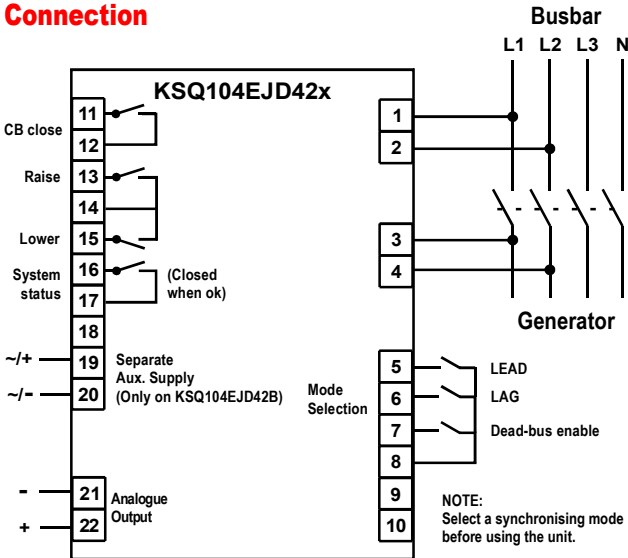 Connection
Busbar
L1 L2 L3 N
KSQ104EJD42x
CB close
11
12
Raise
13
14
Lower
15
System
status
16
17
(Closed
when ok)
18
~/+
19
~/-
20
Separate
Aux. Supply
(Only on KSQ104EJD42B)
-
21
+
22
Analogue
Output
1
2
3
4
Generator
Mode
Selection
5
LEAD
6
LAG
7
Dead-bus enable
8
9
10
NOTE:
Select a synchronising mode
before using the unit.